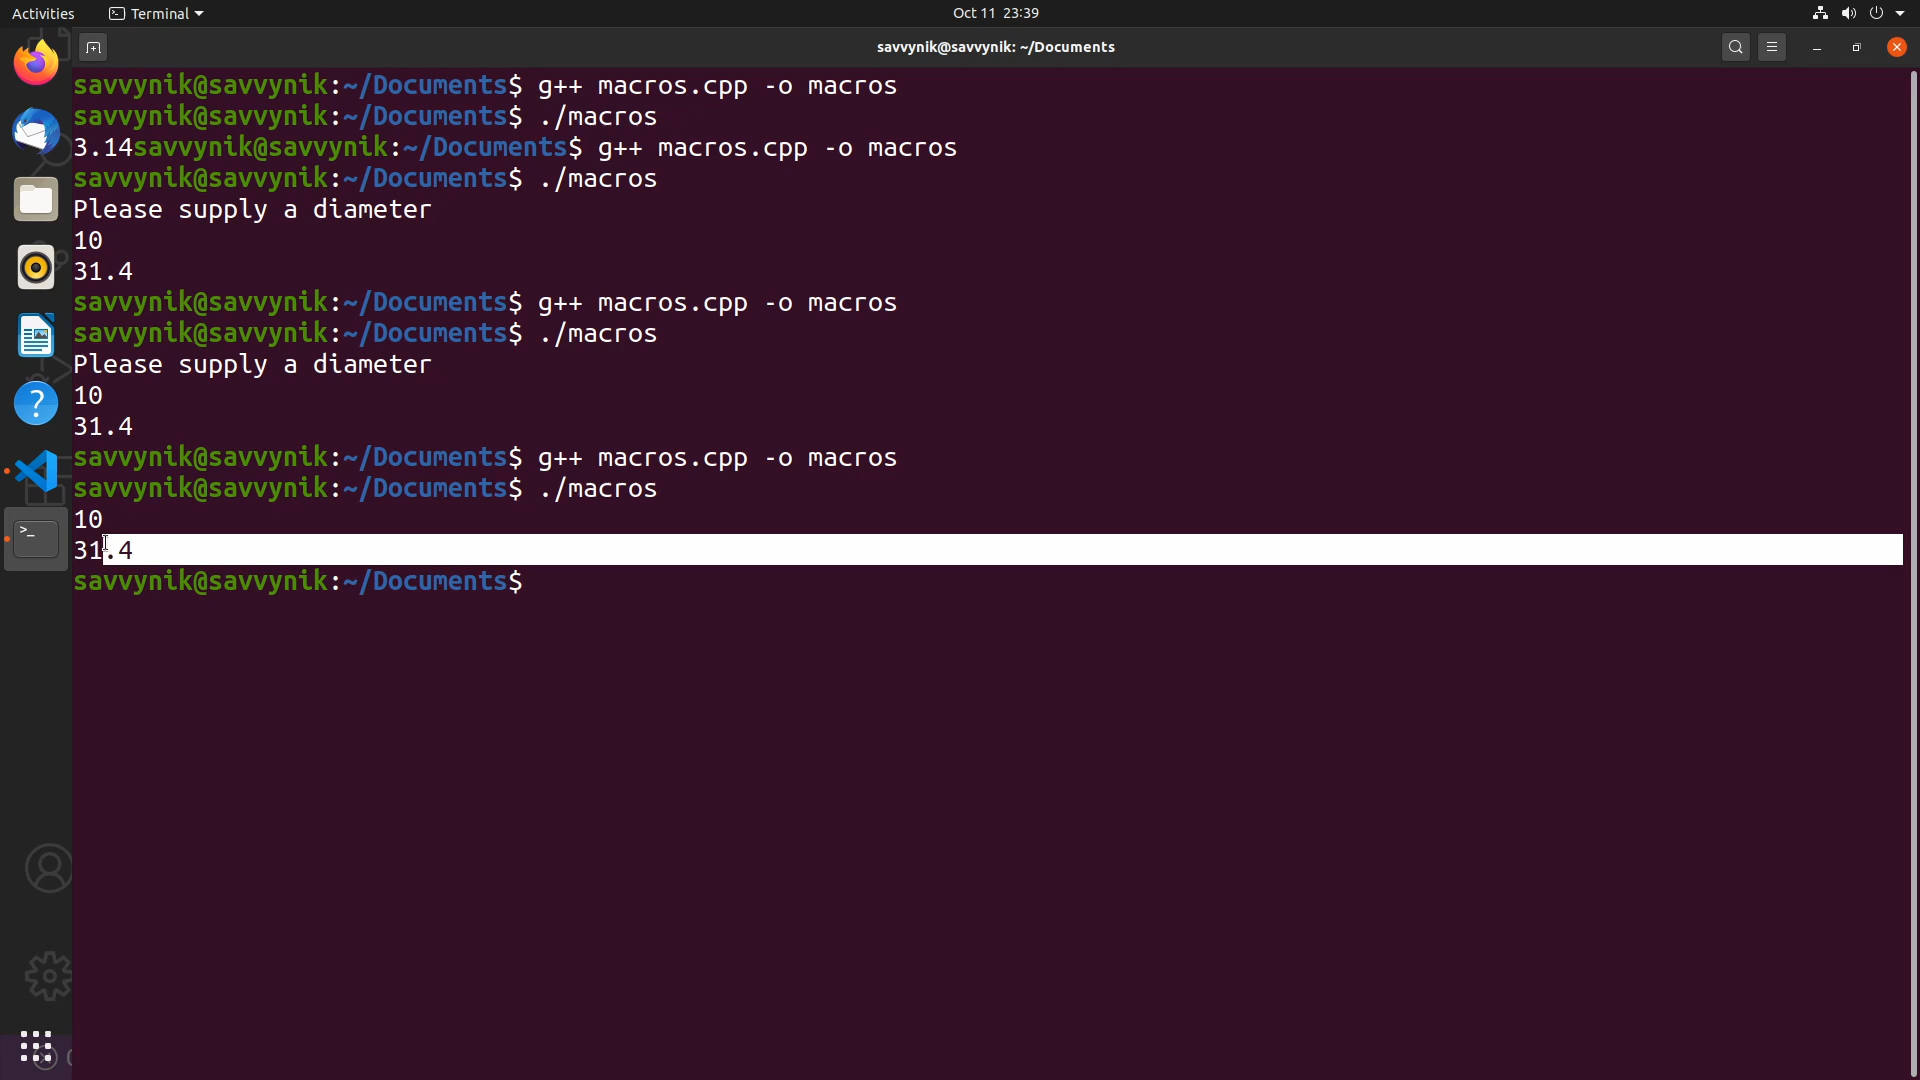 Activities
Terminal
Oct 11 23:39
savvynik@savvynik: ~/Documents
savvynik@savvynik:~/Documents$ g++ macros.cpp -o macros
savvynik@savvynik:~/Documents$ ./macros
3.14savvynik@savvynik:~/Documents$ g++ macros.cpp -o macros
savvynik@savvynik:~/Documents$ ./macros
Please supply a diameter
10
31.4
savvynik@savvynik:~/Documents$ g++ macros.cpp -o macros
savvynik@savvynik:~/Documents$ ./macros
Please supply a diameter
10
31.4
savvynik@savvynik:~/Documents$ g++ macros.cpp -o macros
savvynik@savvynik:~/Documents$ ./macros
10
31.4
savvynik@savvynik:~/Documents$